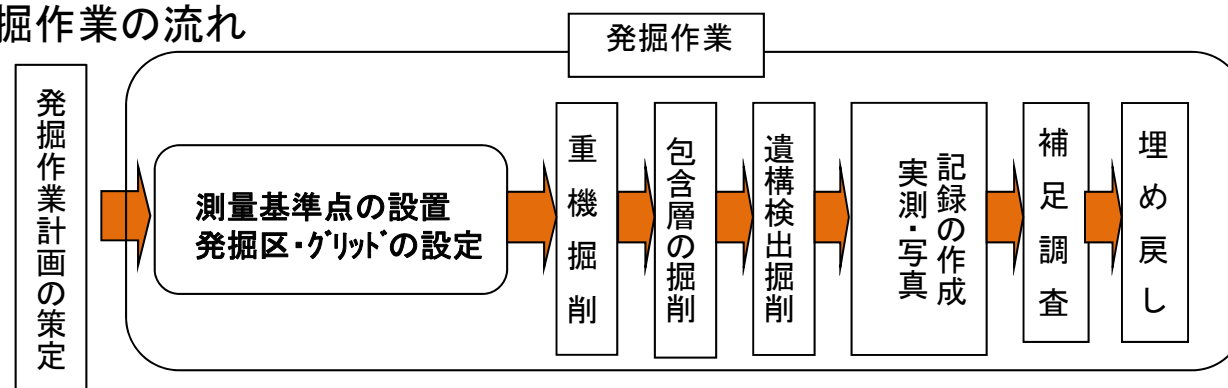 掘作業の流れ
発掘作業
発掘作業計画の策定
測量基準点の設置
発掘区・グリッドの設定
重機掘削
包含層の掘削
遺構検出掘削
記録の作成
実測・写真
補足調査
埋め戻し